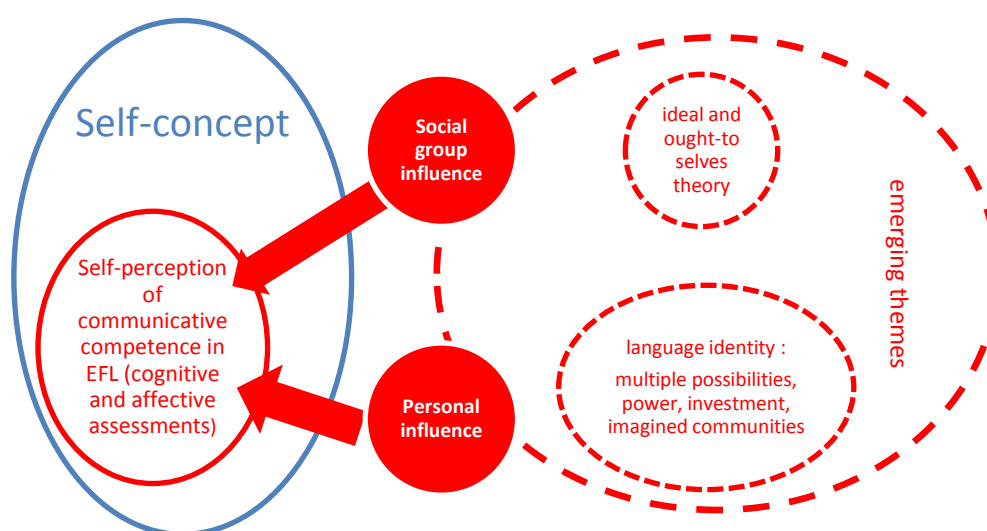 Self-concept
Self-perception
of
communicative
competence in
EFL (cognitive
and affective
assessments)
Social
group
influence
Personal
influence
ideal and
ought-to
selves
theory
language identity :
multiple possibilities,
power, investment,
imagined communities
emerging themes